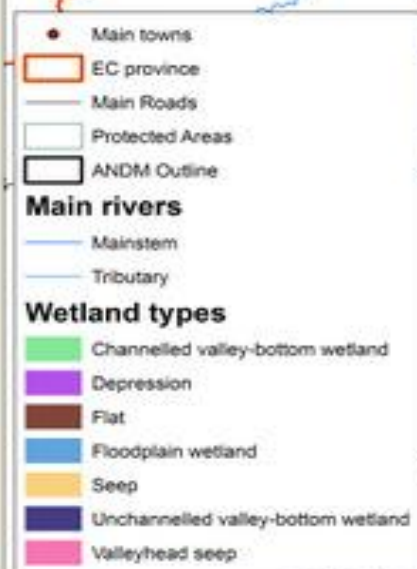 Main towns
EC province
Main Roads
Protected Areas
ANDM Outline
Main rivers
Mainstem
Tributary
Wetland types
Channelled valley-bottom wetland
Depression
Flat
Floodplain wetland
Seep
Unchannelled valley-bottom wetland
Valleyhead seep